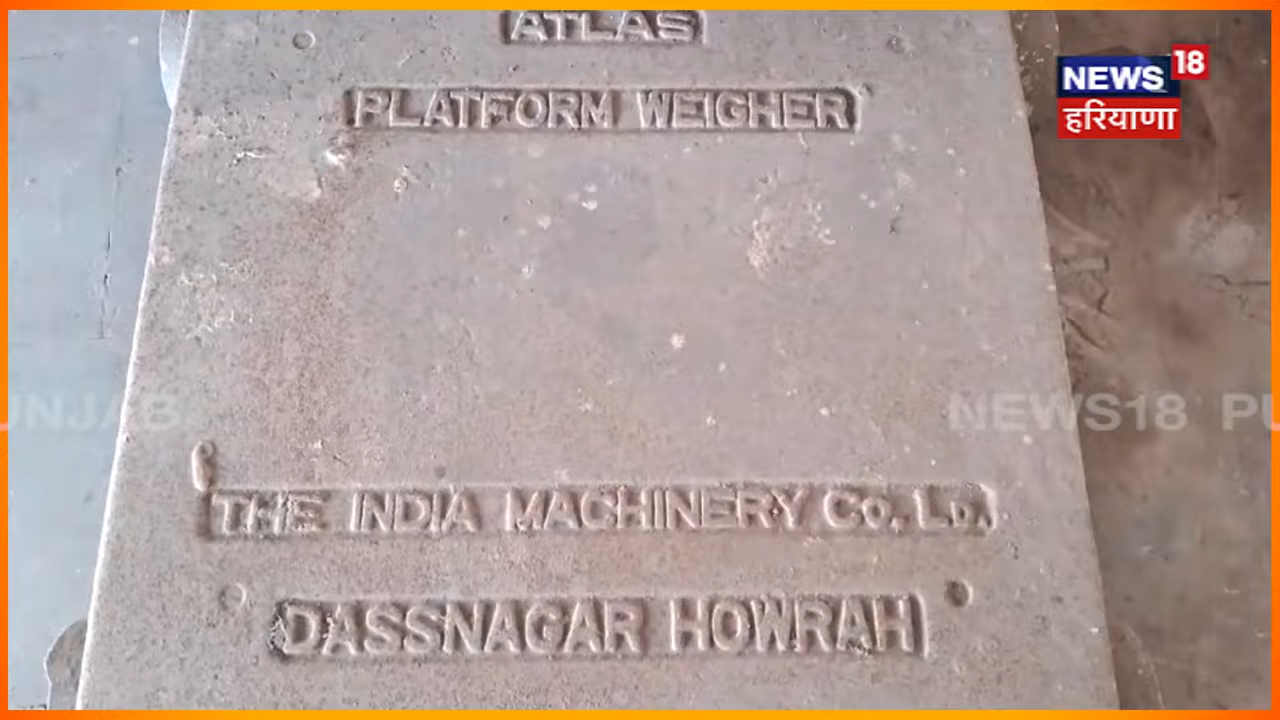 ATLAS
PLATFORM WEIGHER
THE INDIA MACHINERY Co. LD.
DASSNAGAR HOWRAH
NEWS 18
हरियाणा
UNJAB
NEWS18 PU